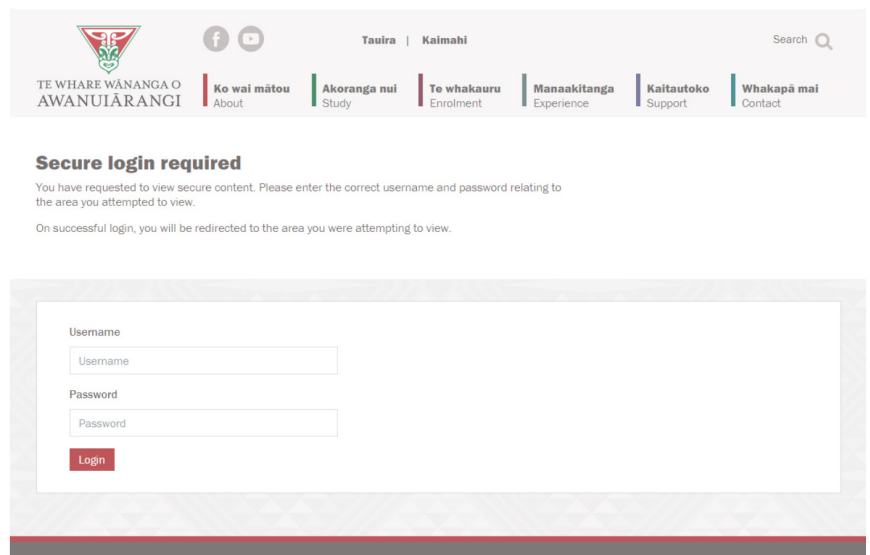 Tauira | Kaimahi
Search
TE WHARE WĀNANGA O
AWANUIĀRANGI
Ko wai mātou
About
Akoranga nui
Study
Te whakauru
Enrolment
Manaakitanga
Experience
Kaitautoko
Support
Whakapā mai
Contact
Secure login required
You have requested to view secure content. Please enter the correct username and password relating to
the area you attempted to view.
On successful login, you will be redirected to the area you were attempting to view.
Username
Username
Password
Password
Login